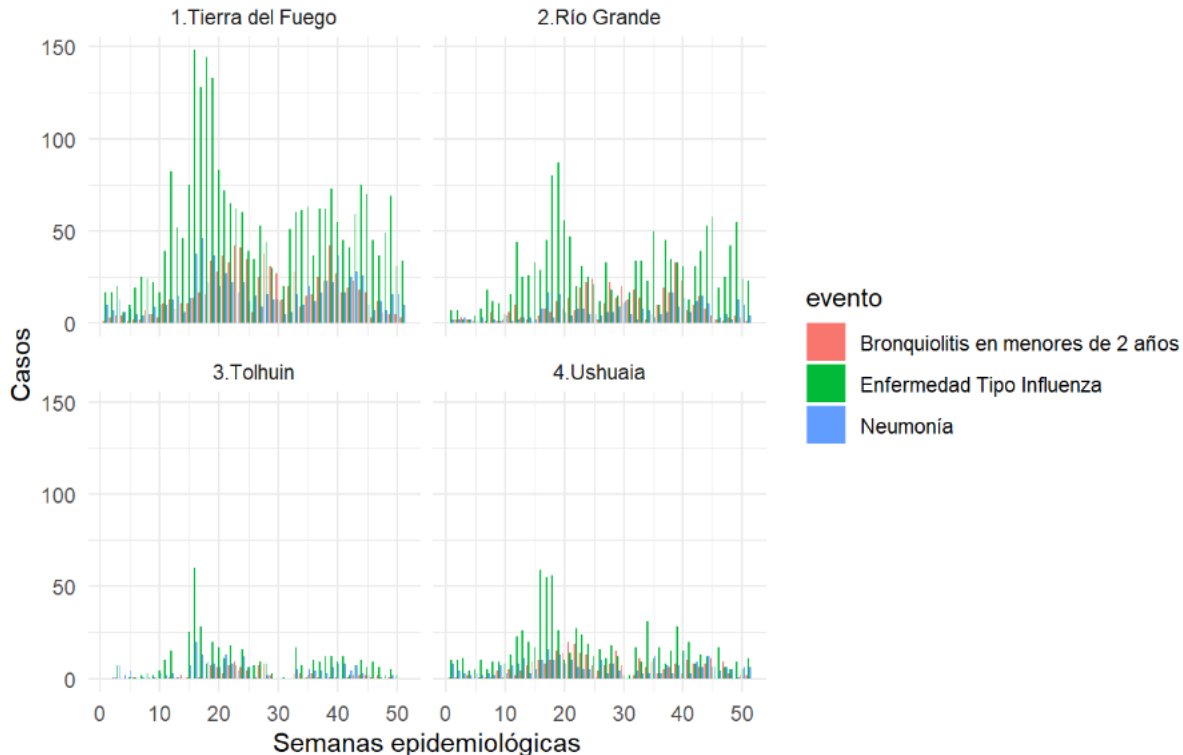 1.Tierra del Fuego
2.Río Grande
150
100
50
0
3.Tolhuin
4.Ushuaia
150
100
50
0
0 10 20 30 40 50
0 10 20 30 40 50
Casos
Semanas epidemiológicas
evento
Bronquiolitis en menores de 2 años
Enfermedad Tipo Influenza
Neumonía